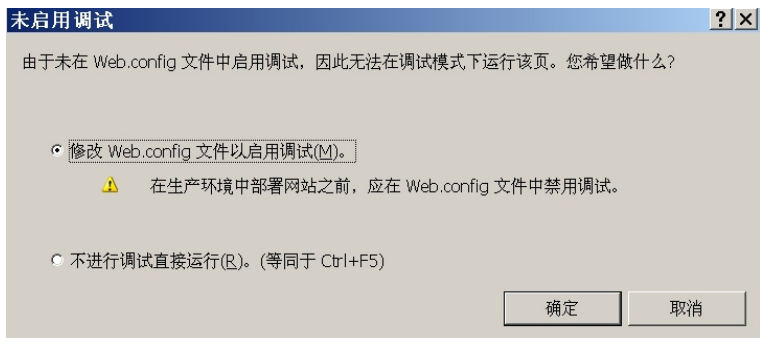 未启用调试
由于未在 Web.config 文件中启用调试，因此无法在调试模式下运行该页。您希望做什么?
修改 Web.config 文件以启用调试(M)。
在生产环境中部署网站之前，应在 Web.config 文件中禁用调试。
不进行调试直接运行(R)。(等同于 Ctrl+F5)
确定 取消